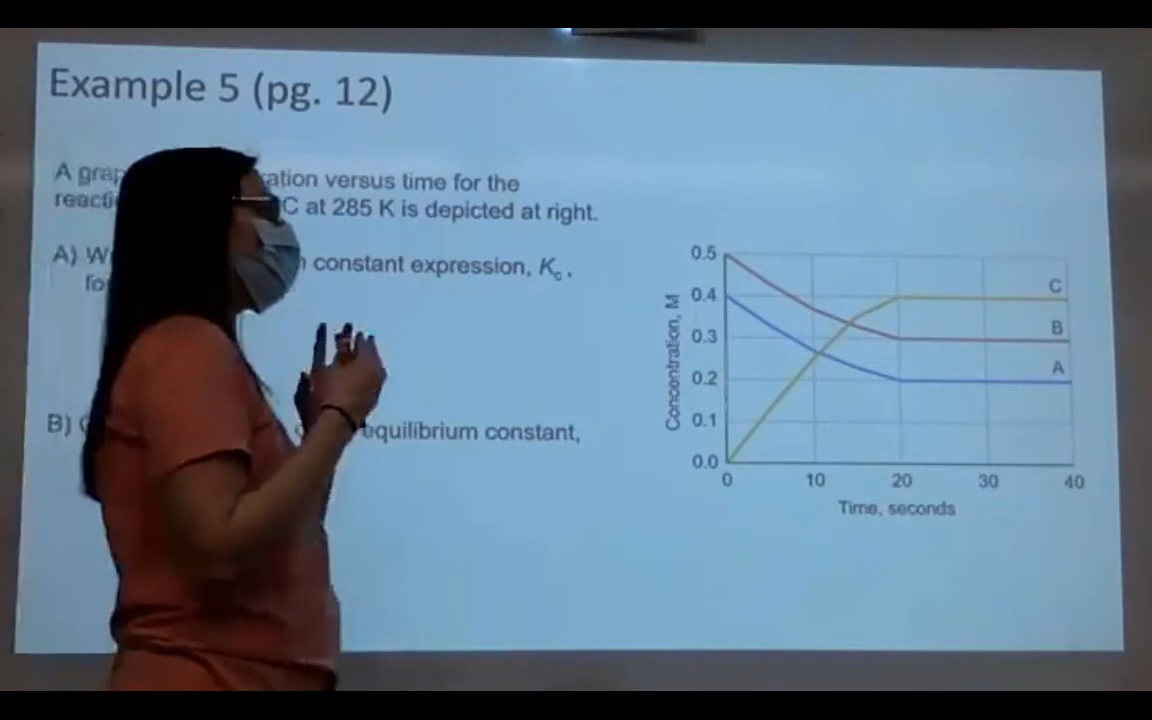 Example 5 (pg. 12)
A grap ation versus time for the
reacti C at 285 K is depicted at right.
A) W n constant expression, Kc,
fo
B) equilibrium constant,
0.5
0.4
0.3
0.2
0.1
0.0
Concentration, M
C
B
A
0 10 20 30 40
Time, seconds